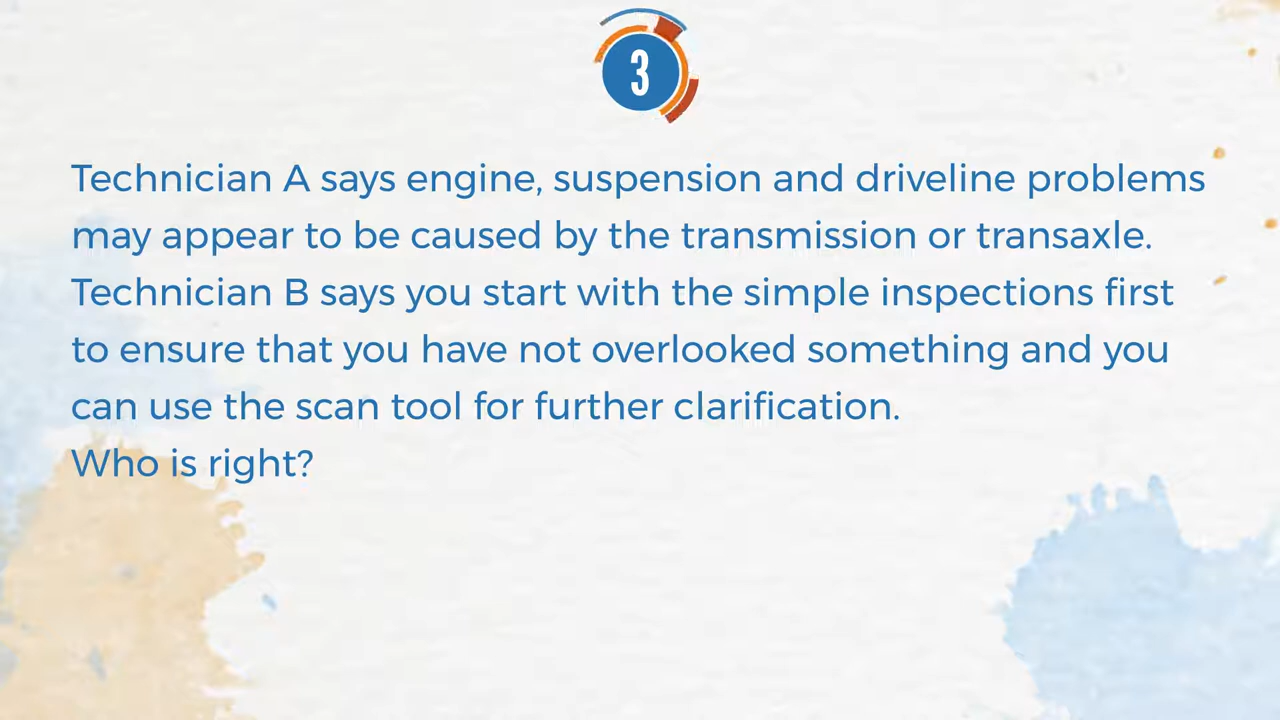 3
Technician A says engine, suspension and driveline problems
may appear to be caused by the transmission or transaxle.
Technician B says you start with the simple inspections first
to ensure that you have not overlooked something and you
can use the scan tool for further clarification.
Who is right?